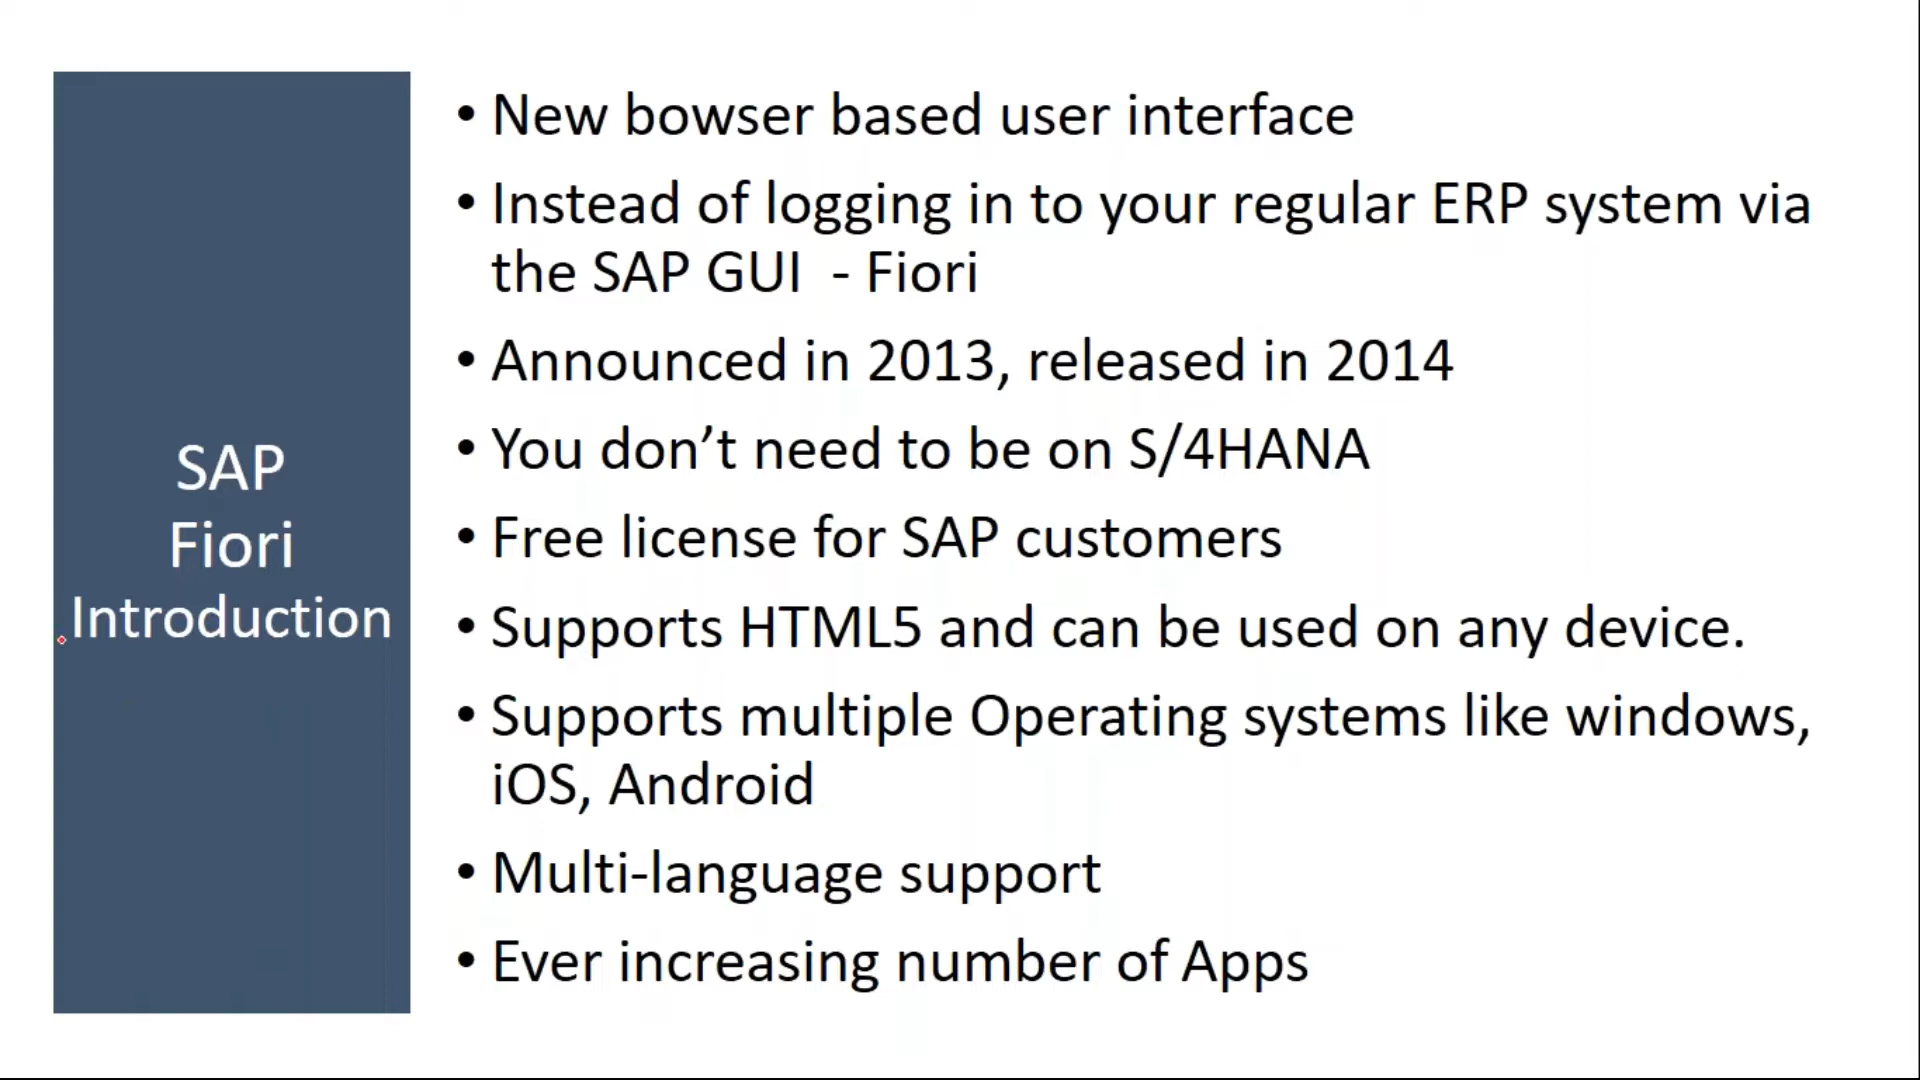 SAP
Fiori
Introduction
• New bowser based user interface
• Instead of logging in to your regular ERP system via
the SAP GUI  - Fiori
• Announced in 2013, released in 2014
• You don’t need to be on S/4HANA
• Free license for SAP customers
• Supports HTML5 and can be used on any device.
• Supports multiple Operating systems like windows,
iOS, Android
• Multi-language support
• Ever increasing number of Apps